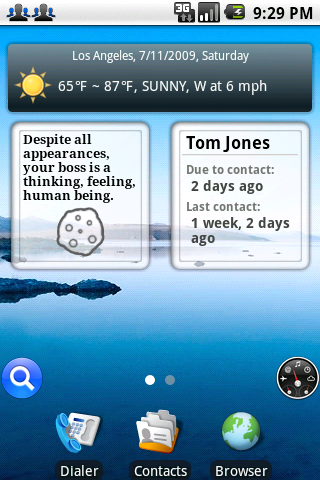 3G 9:29 PM
Los Angeles, 7/11/2009, Saturday
65°F ~ 87°F, SUNNY, W at 6 mph
Despite all
appearances,
your boss is a
thinking, feeling,
human being.
Tom Jones
Due to contact:
2 days ago
Last contact:
1 week, 2 days
ago
Dialer Contacts Browser